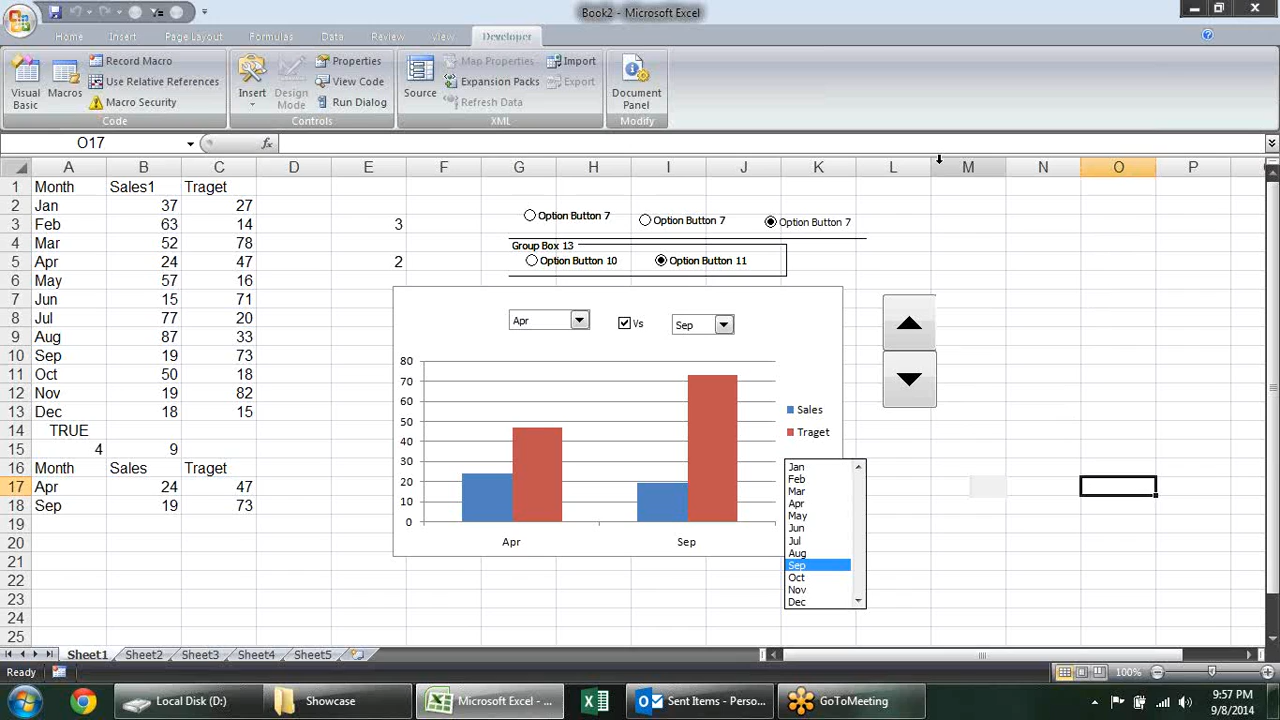 Book2 - Microsoft Excel
Home Insert Page Layout Formulas Data Review View Developer
Visual Basic
Macros
Record Macro
Use Relative References
Macro Security
Code
Insert
Design Mode
Properties
View Code
Run Dialog
Controls
Source
Map Properties
Expansion Packs
Refresh Data
Import
Export
XML
Document Panel
Modify
O17 fx
A B C D E F G H I J K L M N O P
1 Month Sales1 Traget
2 Jan 37 27
3 Feb 63 14 3
4 Mar 52 78
5 Apr 24 47 2
6 May 57 16
7 Jun 15 71
8 Jul 77 20
9 Aug 87 33
10 Sep 19 73
11 Oct 50 18
12 Nov 19 82
13 Dec 18 15
14 TRUE
15 4 9
16 Month Sales Traget
17 Apr 24 47
18 Sep 19 73
19
20
21
22
23
24
25
Option Button 7 Option Button 7 Option Button 7
Group Box 13
Option Button 10 Option Button 11
Apr Vs Sep
80
70
60
50
40
30
20
10
0
Apr Sep
Sales
Traget
Jan
Feb
Mar
Apr
May
Jun
Jul
Aug
Sep
Oct
Nov
Dec
Sheet1 Sheet2 Sheet3 Sheet4 Sheet5
Ready 100%
Local Disk (D:) Showcase Microsoft Excel - ... Sent Items - Perso... GoToMeeting
9:57 PM
9/8/2014